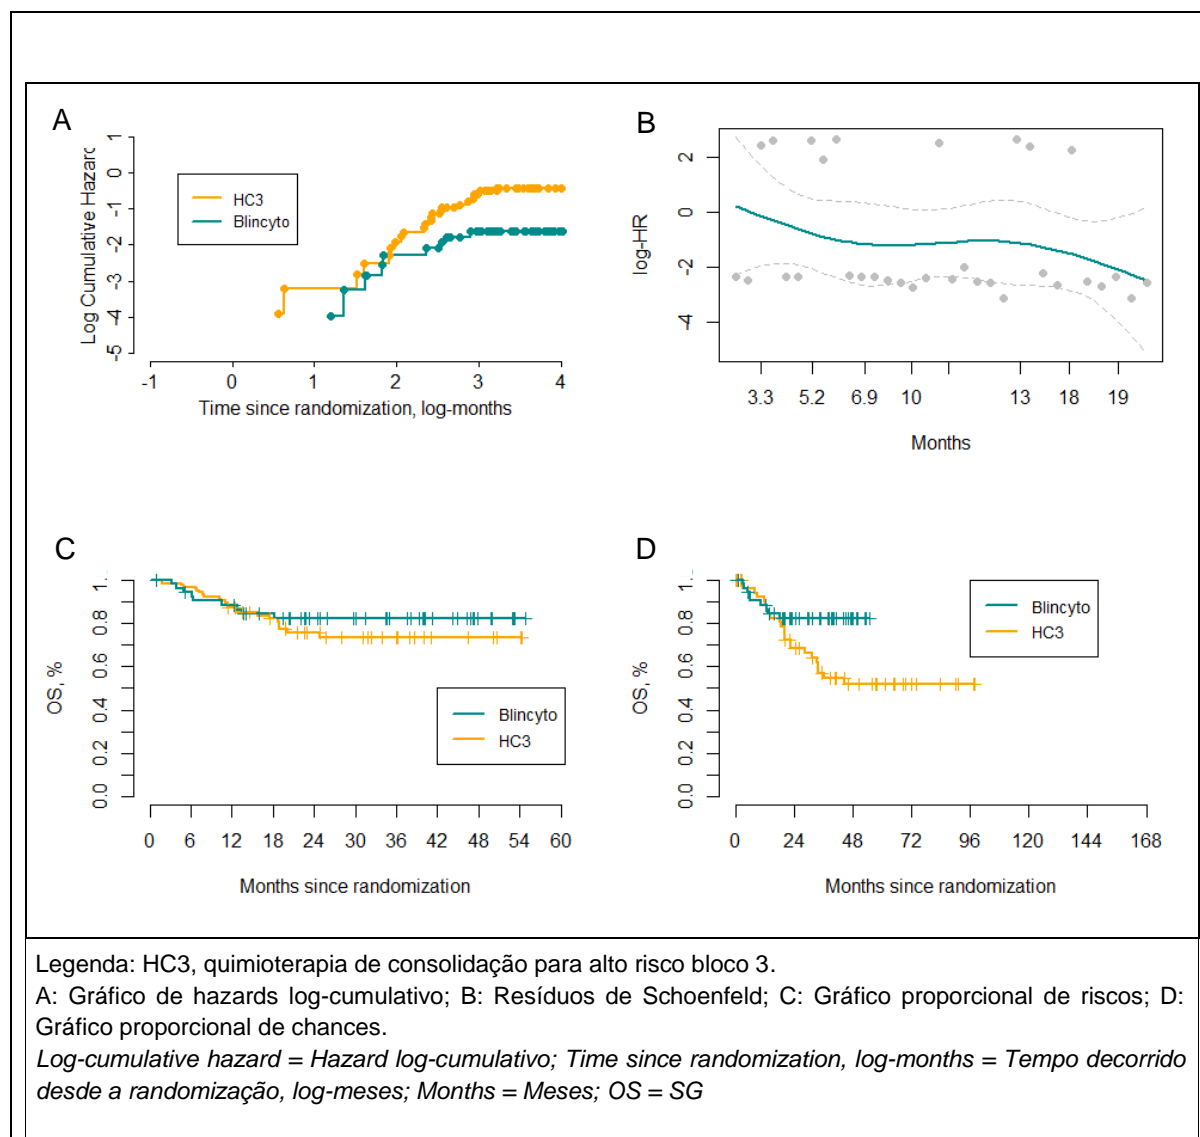 A
Log Cumulative Hazard
1
0
-1
-2
-3
-4
-5
HC3
Blincyto
-1 0 1 2 3 4
Time since randomization, log-months
B
log-HR
2
0
-2
-4
3.3 5.2 6.9 10 13 18 19
Months
C
OS, %
0.8
0.6
0.4
0.2
0.0
Blincyto
HC3
0 6 12 18 24 30 36 42 48 54 60
Months since randomization
D
OS, %
0.8
0.6
0.4
0.2
0.0
Blincyto
HC3
0 24 48 72 96 120 144 168
Months since randomization
Legenda: HC3, quimioterapia de consolidação para alto risco bloco 3.
A: Gráfico de hazards log-cumulativo; B: Resíduos de Schoenfeld; C: Gráfico proporcional de riscos; D:
Gráfico proporcional de chances.
Log-cumulative hazard = Hazard log-cumulativo; Time since randomization, log-months = Tempo decorrido
desde a randomização, log-meses; Months = Meses; OS = SG